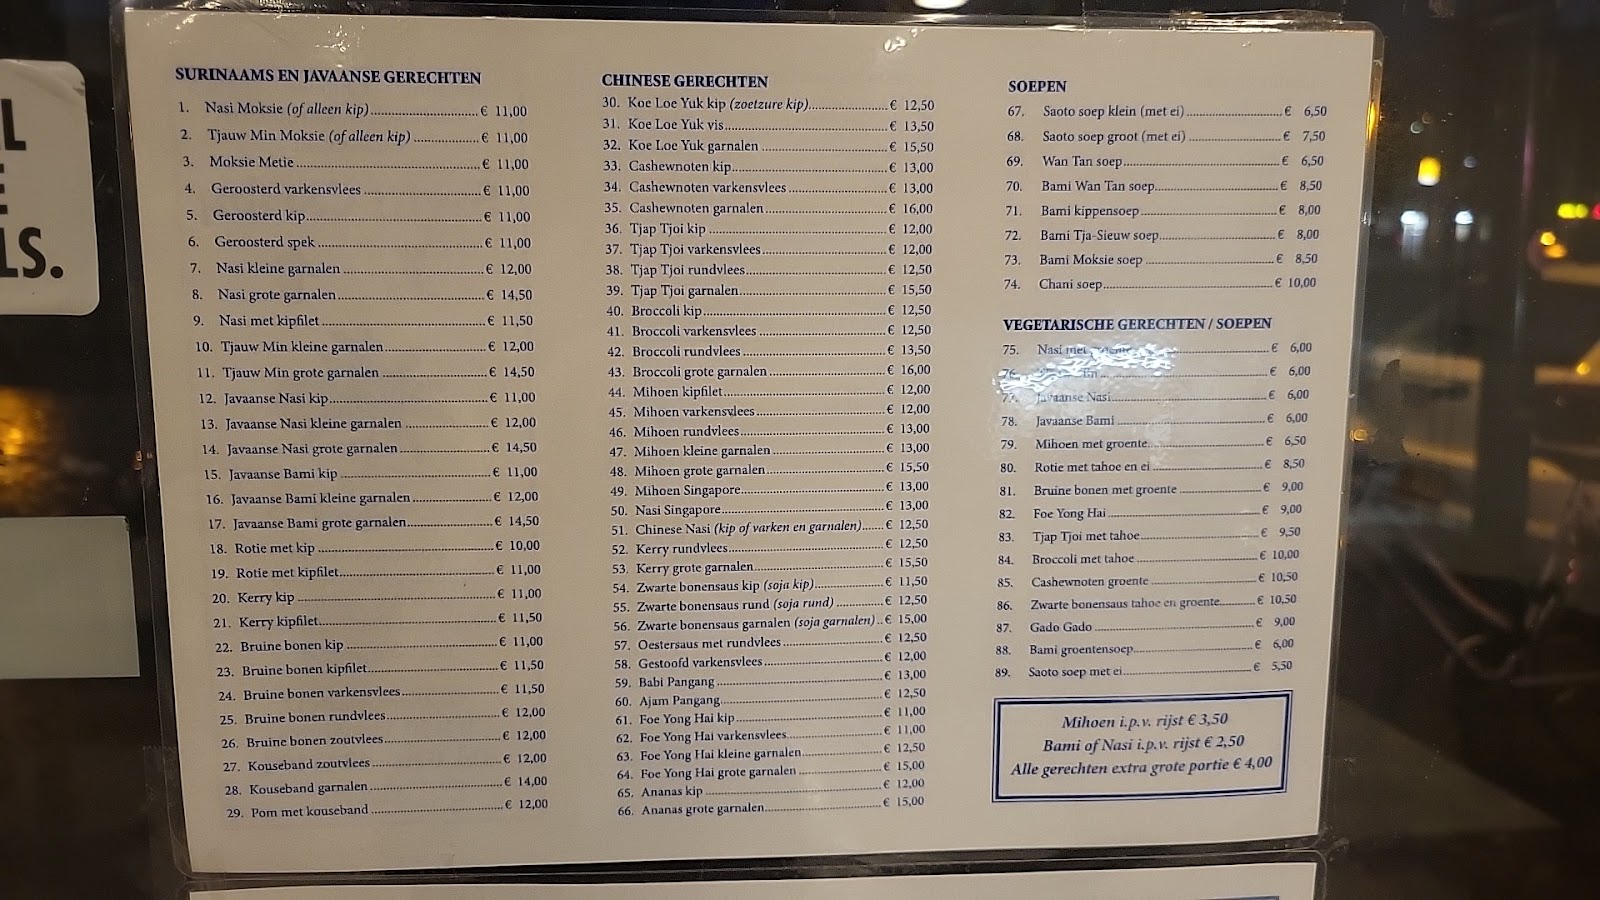 L
E
LS.
SURINAAMS EN JAVAANSE GERECHTEN
1. Nasi Moksie (of alleen kip) € 11,00
2. Tjauw Min Moksie (of alleen kip) € 11,00
3. Moksie Metie € 11,00
4. Geroosterd varkensvlees € 11,00
5. Geroosterd kip € 11,00
6. Geroosterd spek € 11,00
7. Nasi kleine garnalen € 12,00
8. Nasi grote garnalen € 14,50
9. Nasi met kipfilet € 11,50
10. Tjauw Min kleine garnalen € 12,00
11. Tjauw Min grote garnalen € 14,50
12. Javaanse Nasi kip € 11,00
13. Javaanse Nasi kleine garnalen € 12,00
14. Javaanse Nasi grote garnalen € 14,50
15. Javaanse Bami kip € 11,00
16. Javaanse Bami kleine garnalen € 12,00
17. Javaanse Bami grote garnalen € 14,50
18. Rotie met kip € 10,00
19. Rotie met kipfilet € 11,00
20. Kerry kip € 11,00
21. Kerry kipfilet € 11,50
22. Bruine bonen kip € 11,00
23. Bruine bonen kipfilet € 11,50
24. Bruine bonen varkensvlees € 11,50
25. Bruine bonen rundvlees € 12,00
26. Bruine bonen zoutvlees € 12,00
27. Kouseband zoutvlees € 12,00
28. Kouseband garnalen € 14,00
29. Pom met kouseband € 12,00
CHINESE GERECHTEN
30. Koe Loe Yuk kip (zoetzure kip) € 12,50
31. Koe Loe Yuk vis € 13,50
32. Koe Loe Yuk garnalen € 15,50
33. Cashewnoten kip € 13,00
34. Cashewnoten varkensvlees € 13,00
35. Cashewnoten garnalen € 16,00
36. Tjap Tjoi kip € 12,00
37. Tjap Tjoi varkensvlees € 12,00
38. Tjap Tjoi rundvlees € 12,50
39. Tjap Tjoi garnalen € 15,50
40. Broccoli kip € 12,50
41. Broccoli varkensvlees € 12,50
42. Broccoli rundvlees € 13,50
43. Broccoli grote garnalen € 16,00
44. Mihoen kipfilet € 12,00
45. Mihoen varkensvlees € 12,00
46. Mihoen rundvlees € 13,00
47. Mihoen kleine garnalen € 13,00
48. Mihoen grote garnalen € 15,50
49. Mihoen Singapore € 13,00
50. Nasi Singapore € 13,00
51. Chinese Nasi (kip of varken en garnalen) € 12,50
52. Kerry rundvlees € 12,50
53. Kerry grote garnalen € 15,50
54. Zwarte bonensaus kip (soja kip) € 11,50
55. Zwarte bonensaus rund (soja rund) € 12,50
56. Zwarte bonensaus garnalen (soja garnalen) € 15,00
57. Oestersaus met rundvlees € 12,50
58. Gestoofd varkensvlees € 12,00
59. Babi Pangang € 13,00
60. Ajam Pangang € 12,50
61. Foe Yong Hai kip € 11,00
62. Foe Yong Hai varkensvlees € 11,00
63. Foe Yong Hai kleine garnalen € 12,50
64. Foe Yong Hai grote garnalen € 15,00
65. Ananas kip € 12,00
66. Ananas grote garnalen € 15,00
SOEPEN
67. Saoto soep klein (met ei) € 6,50
68. Saoto soep groot (met ei) € 7,50
69. Wan Tan soep € 6,50
70. Bami Wan Tan soep € 8,50
71. Bami kippensoep € 8,00
72. Bami Tja-Sieuw soep € 8,00
73. Bami Moksie soep € 8,50
74. Chani soep € 10,00
VEGETARISCHE GERECHTEN / SOEPEN
75. Nasi met groente € 6,00
76. € 6,00
77. Javaanse Nasi € 6,00
78. Javaanse Bami € 6,00
79. Mihoen met groente € 6,50
80. Rotie met tahoe en ei € 8,50
81. Bruine bonen met groente € 9,00
82. Foe Yong Hai € 9,00
83. Tjap Tjoi met tahoe € 9,50
84. Broccoli met tahoe € 10,00
85. Cashewnoten groente € 10,50
86. Zwarte bonensaus tahoe en groente € 10,50
87. Gado Gado € 9,00
88. Bami groentensoep € 6,00
89. Saoto soep met ei € 5,50
Mihoen i.p.v. rijst € 3,50
Bami of Nasi i.p.v. rijst € 2,50
Alle gerechten extra grote portie € 4,00